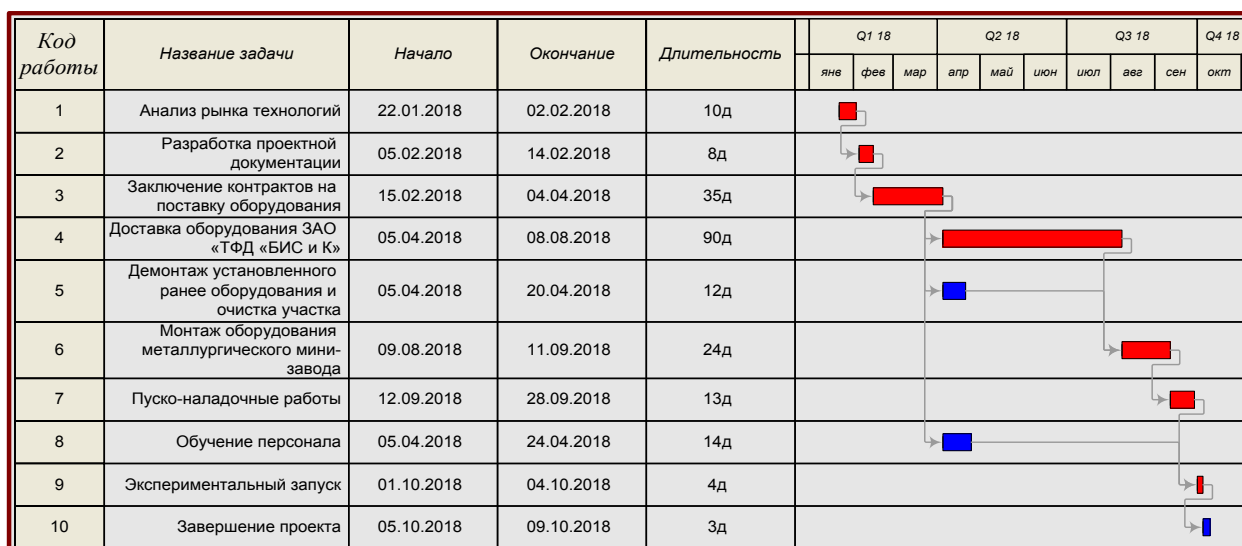 Код работы
Название задачи
Начало
Окончание
Длительность
Q1 18
Q2 18
Q3 18
Q4 18
янв
фев
мар
апр
май
июн
июл
авг
сен
окт
1
Анализ рынка технологий
22.01.2018
02.02.2018
10д
2
Разработка проектной
документации
05.02.2018
14.02.2018
8д
3
Заключение контрактов на
поставку оборудования
15.02.2018
04.04.2018
35д
4
Доставка оборудования ЗАО
«ТФД «БИС и К»
05.04.2018
08.08.2018
90д
5
Демонтаж установленного
ранее оборудования и
очистка участка
05.04.2018
20.04.2018
12д
6
Монтаж оборудования
металлургического мини-
завода
09.08.2018
11.09.2018
24д
7
Пуско-наладочные работы
12.09.2018
28.09.2018
13д
8
Обучение персонала
05.04.2018
24.04.2018
14д
9
Экспериментальный запуск
01.10.2018
04.10.2018
4д
10
Завершение проекта
05.10.2018
09.10.2018
3д